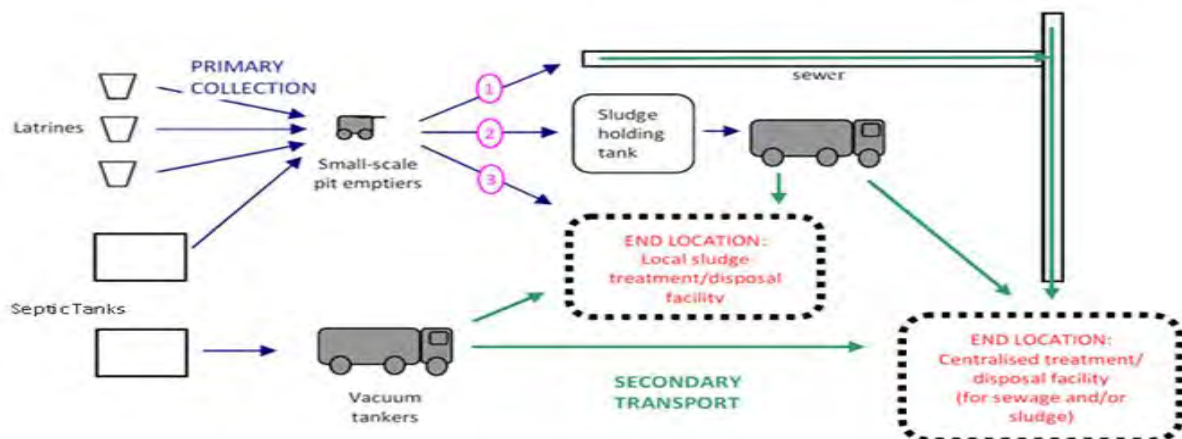 PRIMARY
COLLECTION
Latrines
Small-scale
pit emptiers
1
2
3
sewer
Sludge
holding
tank
END LOCATION:
Local sludge
treatment/disposal
facility
SepticTanks
Vacuum
tankers
SECONDARY
TRANSPORT
END LOCATION:
Centralised treatment/
disposal facility
(for sewage and/or
sludge)